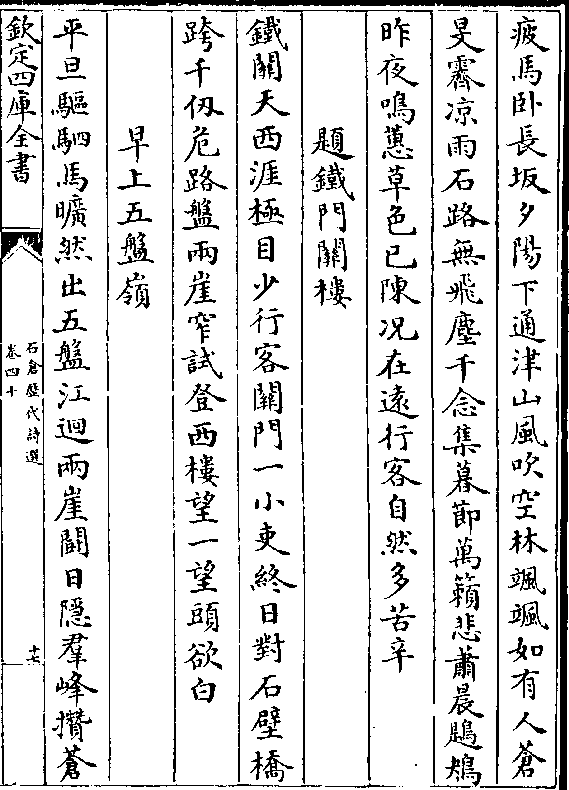 疲馬卧長坂夕陽下通津山風吹空林颯颯如有人蒼
旻霽凉雨石路無飛塵千念集暮節萬籟悲蕭晨鶗鴂
昨夜鳴蕙草色已陳况在遠行客自然多苦辛
題鐵門關樓
鐵關天西涯極目少行客關門一小吏終日對石壁橋
跨千仭危路盤兩崖窄試登西樓望一望頭欲白
早上五盤嶺
平旦驅駟馬曠然出五盤江迴兩崖鬭日隱羣峰攢蒼
欽定四庫全書
石倉歷代詩選
卷四十
十七